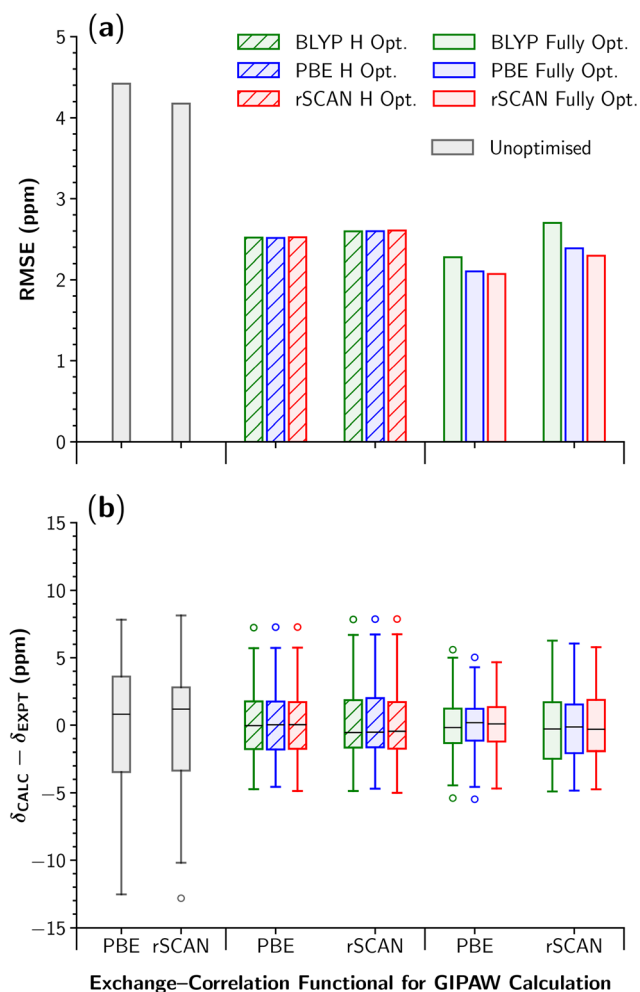 (a)
BLYP H Opt. BLYP Fully Opt.
PBE H Opt. PBE Fully Opt.
rSCAN H Opt. rSCAN Fully Opt.
Unoptimised
RMSE (ppm)
5
4
3
2
1
0
(b)
δCALC − δEXPT (ppm)
15
10
5
0
−5
−10
−15
PBE rSCAN PBE rSCAN PBE rSCAN
Exchange–Correlation Functional for GIPAW Calculation